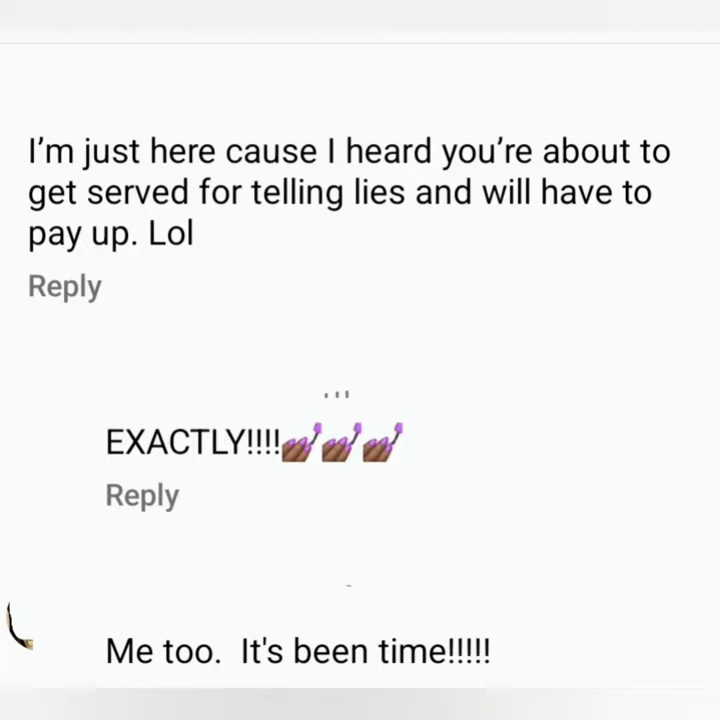 I’m just here cause I heard you’re about to
get served for telling lies and will have to
pay up. Lol
Reply
EXACTLY!!!!💅🏾💅🏾💅🏾
Reply
Me too.  It's been time!!!!!